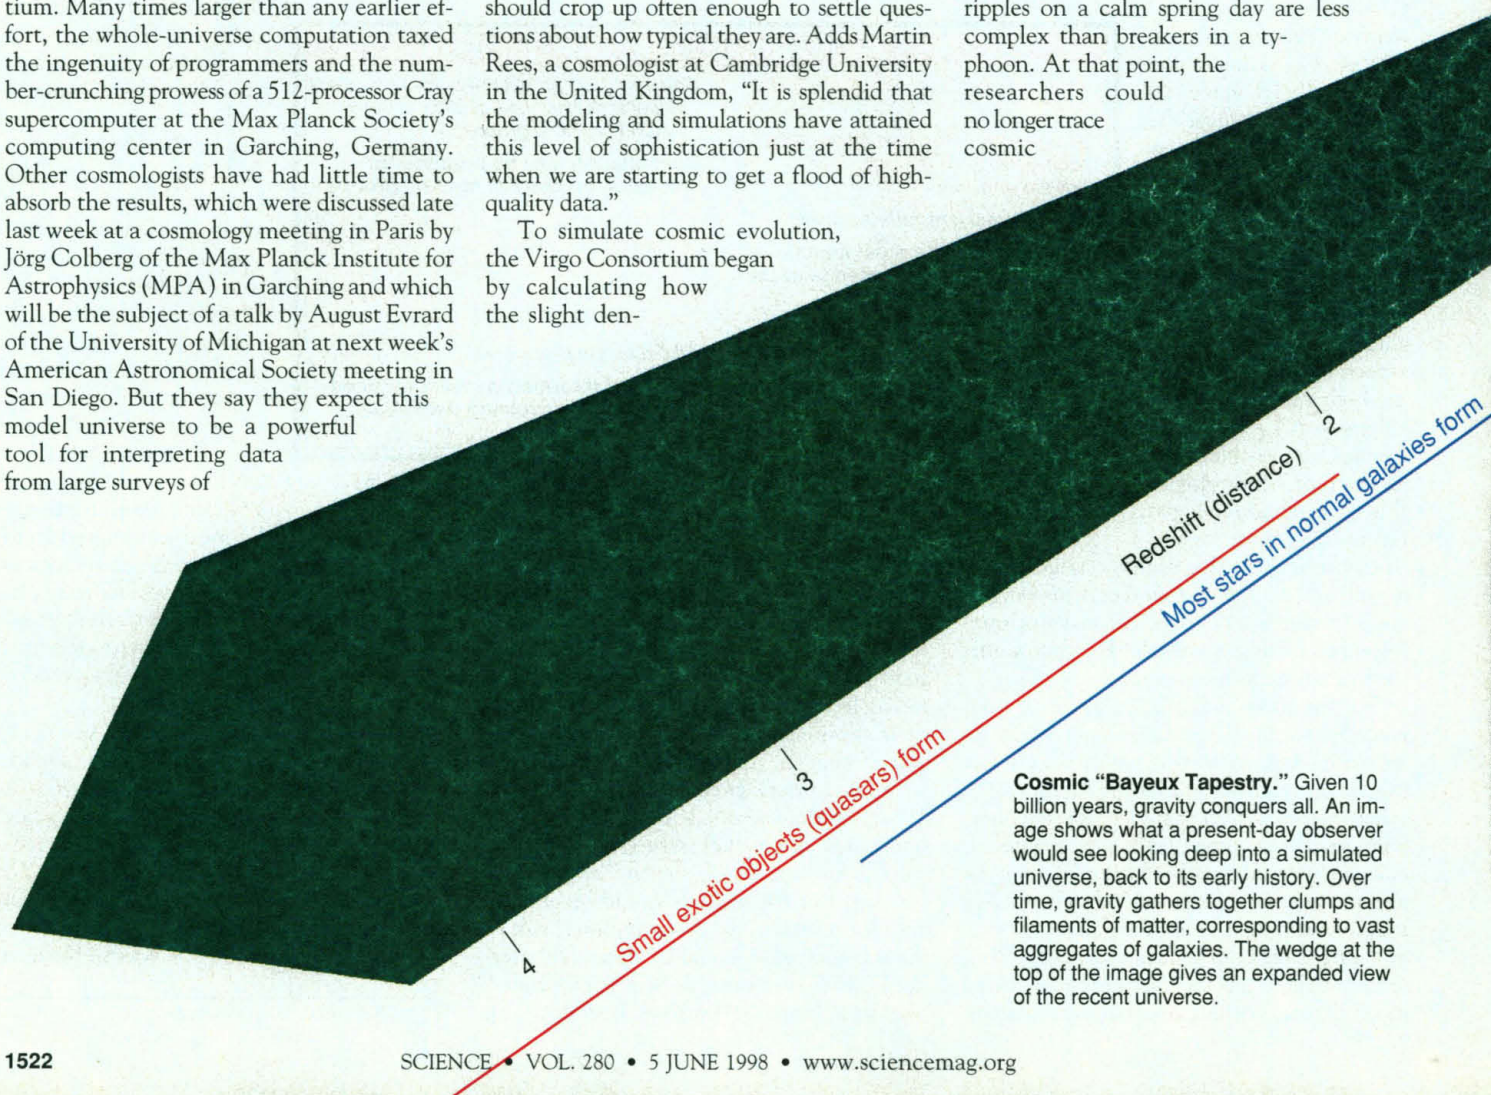 tium. Many times larger than any earlier ef-
fort, the whole-universe computation taxed
the ingenuity of programmers and the num-
ber-crunching prowess of a 512-processor Cray
supercomputer at the Max Planck Society's
computing center in Garching, Germany.
Other cosmologists have had little time to
absorb the results, which were discussed late
last week at a cosmology meeting in Paris by
Jörg Colberg of the Max Planck Institute for
Astrophysics (MPA) in Garching and which
will be the subject of a talk by August Evrard
of the University of Michigan at next week's
American Astronomical Society meeting in
San Diego. But they say they expect this
model universe to be a powerful
tool for interpreting data
from large surveys of
should crop up often enough to settle ques-
tions about how typical they are. Adds Martin
Rees, a cosmologist at Cambridge University
in the United Kingdom, “It is splendid that
the modeling and simulations have attained
this level of sophistication just at the time
when we are starting to get a flood of high-
quality data.”
To simulate cosmic evolution,
the Virgo Consortium began
by calculating how
the slight den-
ripples on a calm spring day are less
complex than breakers in a ty-
phoon. At that point, the
researchers could
no longer trace
cosmic
2
Redshift (distance)
Most stars in normal galaxies form
3
Small exotic objects (quasars) form
4
Cosmic “Bayeux Tapestry.” Given 10
billion years, gravity conquers all. An im-
age shows what a present-day observer
would see looking deep into a simulated
universe, back to its early history. Over
time, gravity gathers together clumps and
filaments of matter, corresponding to vast
aggregates of galaxies. The wedge at the
top of the image gives an expanded view
of the recent universe.
1522
SCIENCE • VOL. 280 • 5 JUNE 1998 • www.sciencemag.org